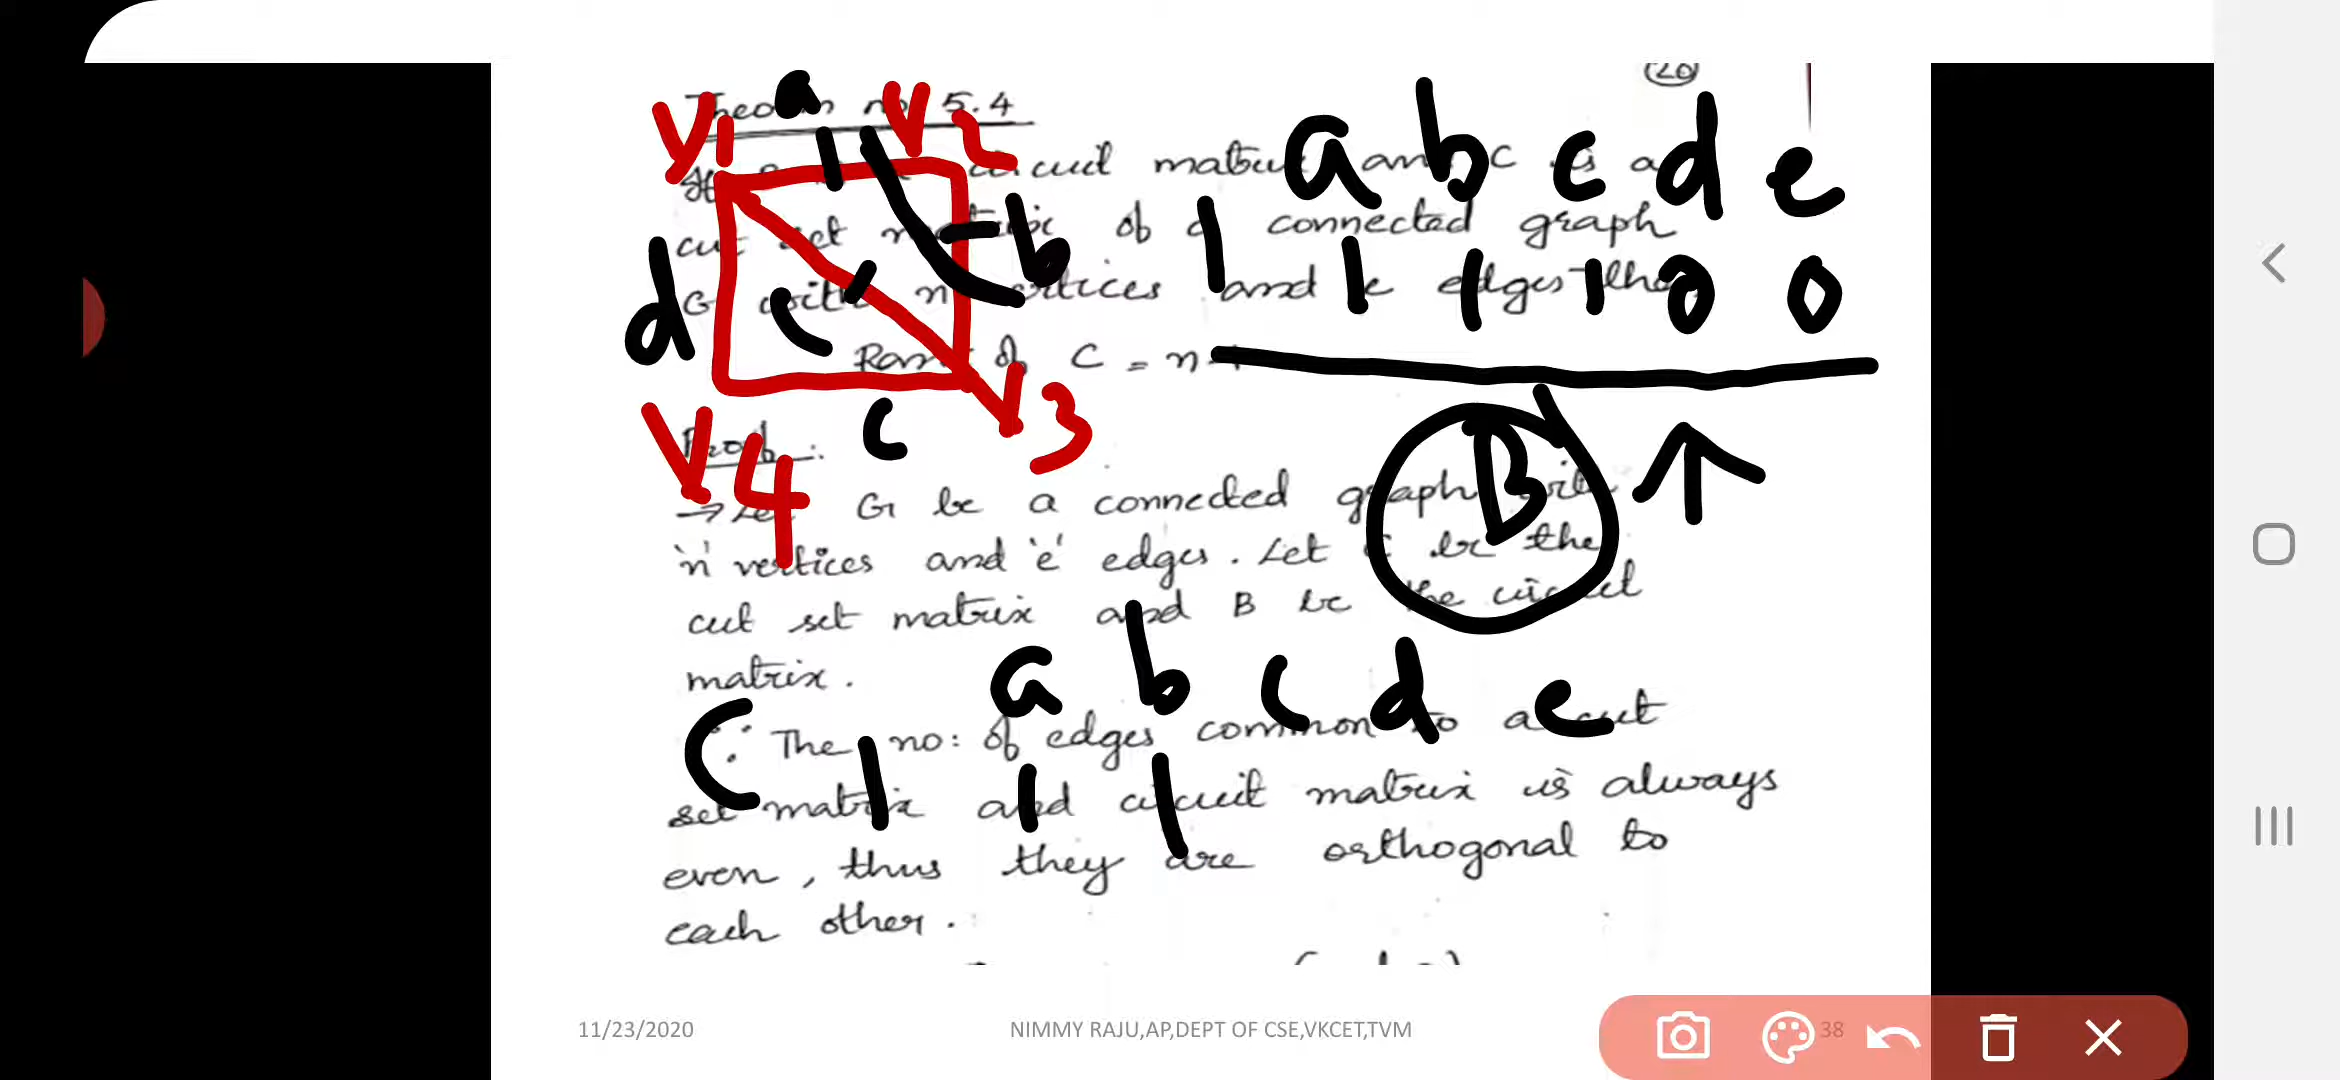 20
Theorem no 5.4
cuit matrix and C is a
cut set matrix of a connected graph
G with n vertices and e edges then
Rank of C = n-1
Proof :
→ Let G be a connected graph with
'n' vertices and 'e' edges. Let C be the
cut set matrix and B be the circuit
matrix.
∵ The no: of edges common to a cut
set matrix and circuit matrix is always
even, thus they are orthogonal to
each other.
V1 a V2
d b
V4 c V3
a b c d e
1 1 1 1 0 0
B ↑
a b c d e
C 1 1 1
11/23/2020
NIMMY RAJU,AP,DEPT OF CSE,VKCET,TVM
38